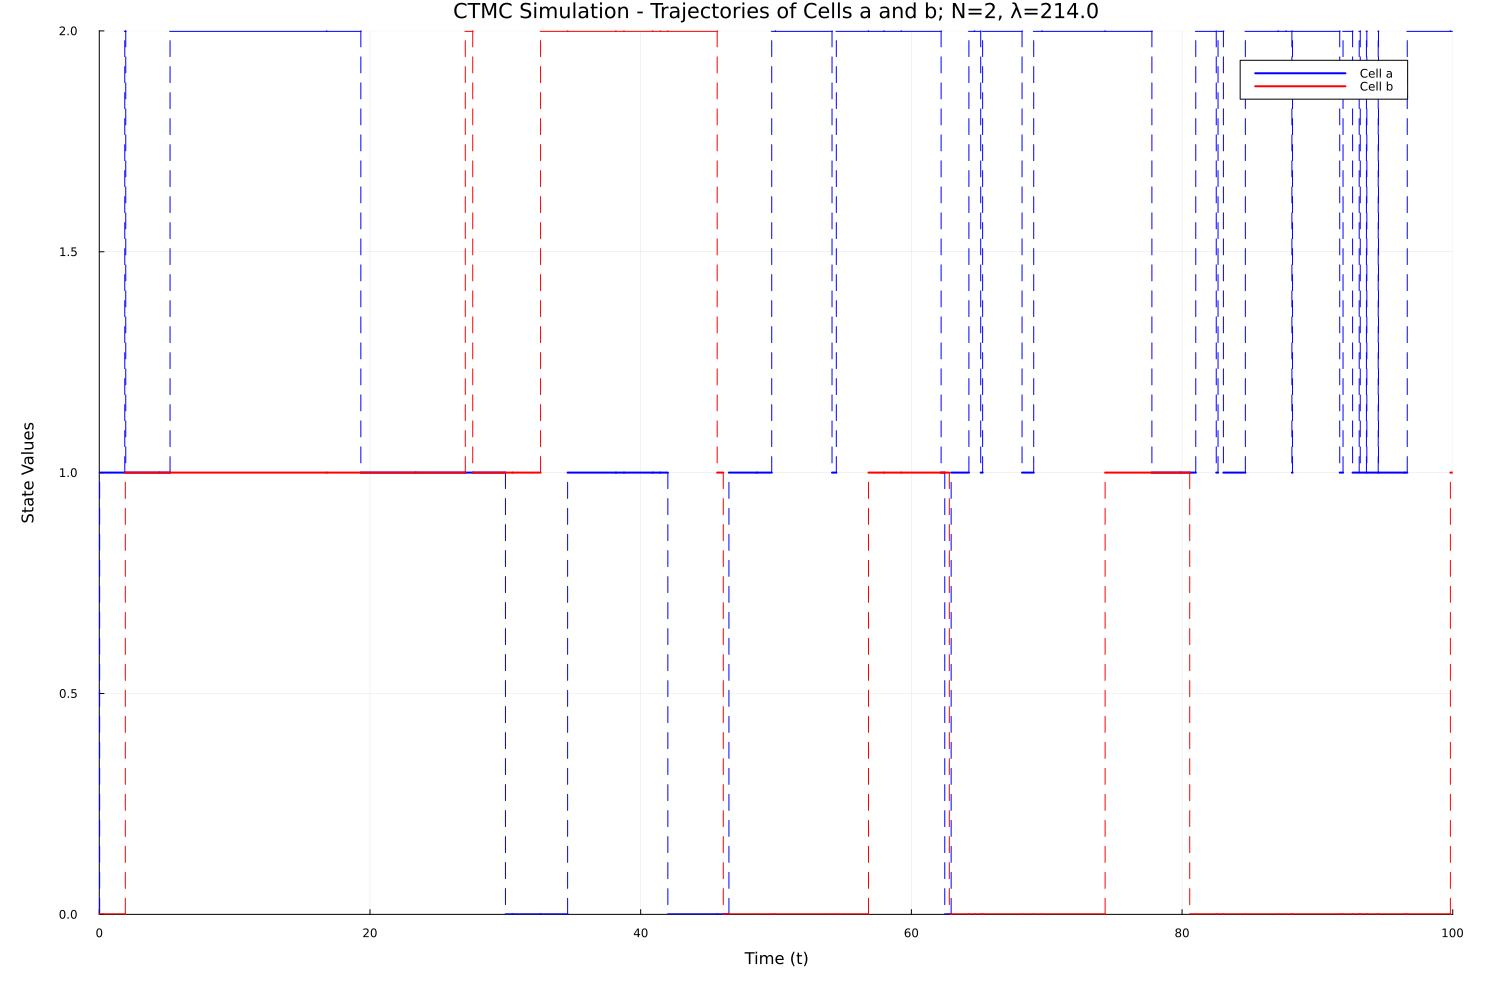 CTMC Simulation - Trajectories of Cells a and b; N=2, λ=214.0
2.0
Cell a
Cell b
1.5
1.0
State Values
0.5
0.0
0 20 40 60 80 100
Time (t)